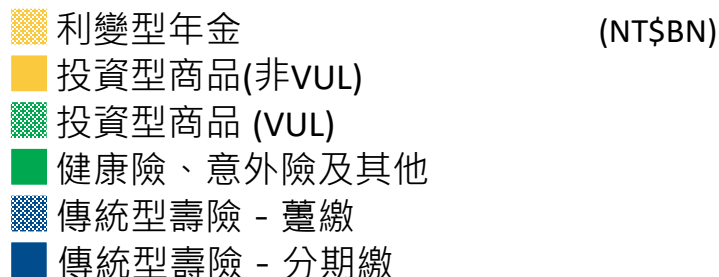 利變型年金 (NT$BN)
投資型商品(非VUL)
投資型商品 (VUL)
健康險、意外險及其他
傳統型壽險 - 躉繳
傳統型壽險 - 分期繳